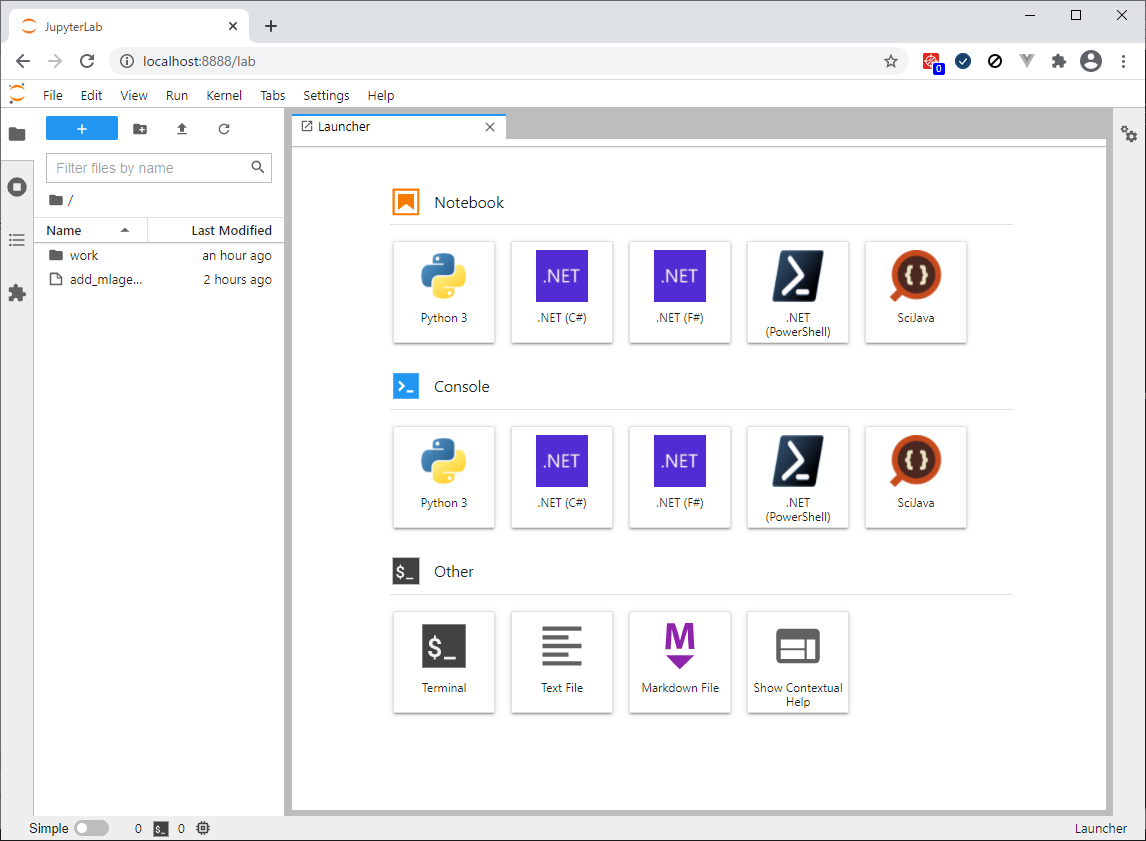 JupyterLab
localhost:8888/lab
0
File Edit View Run Kernel Tabs Settings Help
+
Launcher
Filter files by name
/
Name Last Modified
work an hour ago
add_mlage... 2 hours ago
Notebook
.NET .NET
Python 3 .NET (C#) .NET (F#) .NET SciJava
(PowerShell)
Console
.NET .NET
Python 3 .NET (C#) .NET (F#) .NET SciJava
(PowerShell)
$_ Other
$_ M
Terminal Text File Markdown File Show Contextual
Help
Simple 0 $_ 0 Launcher